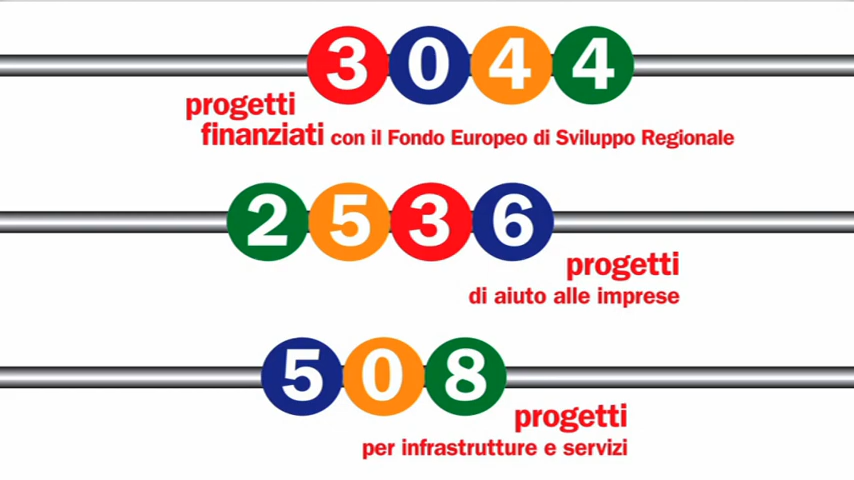 3044
progetti
finanziati con il Fondo Europeo di Sviluppo Regionale
2536
progetti
di aiuto alle imprese
508
progetti
per infrastrutture e servizi